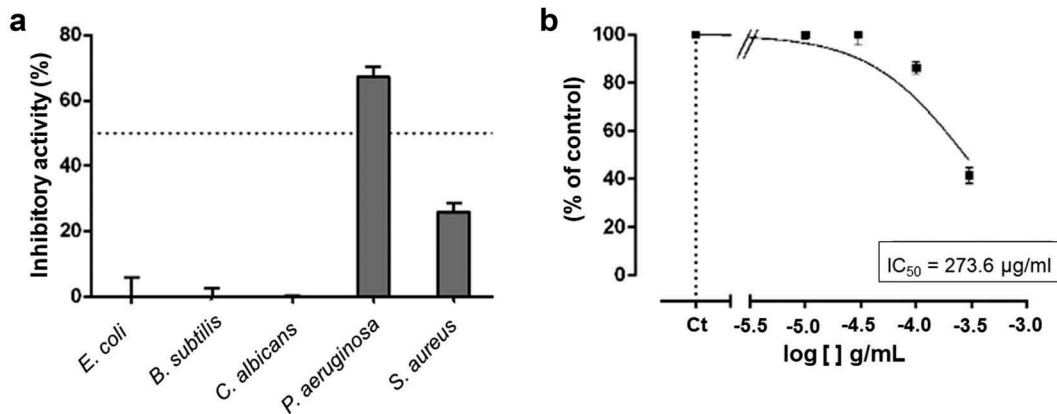 a
Inhibitory activity (%)
80
60
40
20
0
E. coli
B. subtilis
C. albicans
P. aeruginosa
S. aureus
b
(% of control)
100
80
60
40
20
0
IC₅₀ = 273.6 µg/ml
Ct -5.5 -5.0 -4.5 -4.0 -3.5 -3.0
log [ ] g/mL